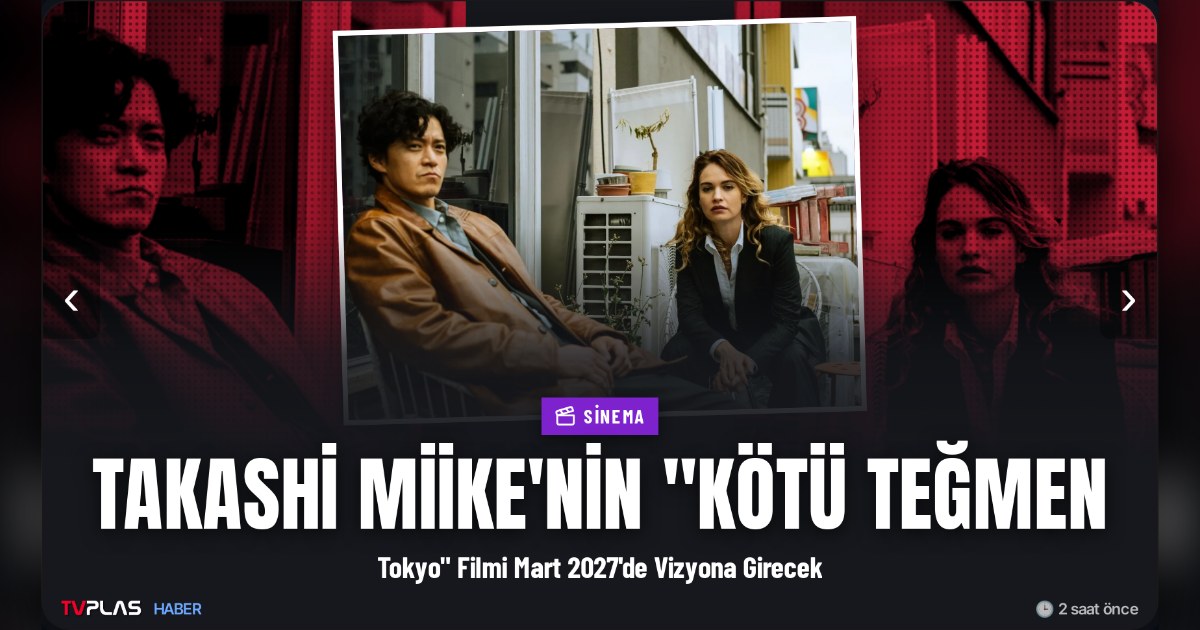 SİNEMA
TAKASHİ MİİKE'NİN "KÖTÜ TEĞMEN
Tokyo" Filmi Mart 2027'de Vizyona Girecek
TVPLAS HABER
2 saat önce